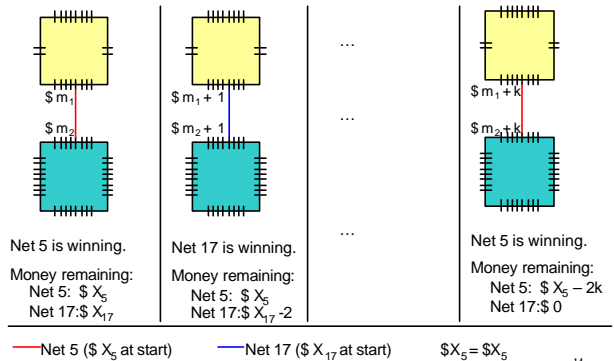 $ m1
$ m2
Net 5 is winning.
Money remaining:
Net 5: $ X5
Net 17:$ X17
$ m1 + 1
$ m2 + 1
Net 17 is winning.
Money remaining:
Net 5: $ X5
Net 17:$ X17 -2
...
...
...
$ m1 + k
$ m2 + k
Net 5 is winning.
Money remaining:
Net 5: $ X5 – 2k
Net 17:$ 0
Net 5 ($ X5 at start) Net 17 ($ X17 at start) $X5 = $X5